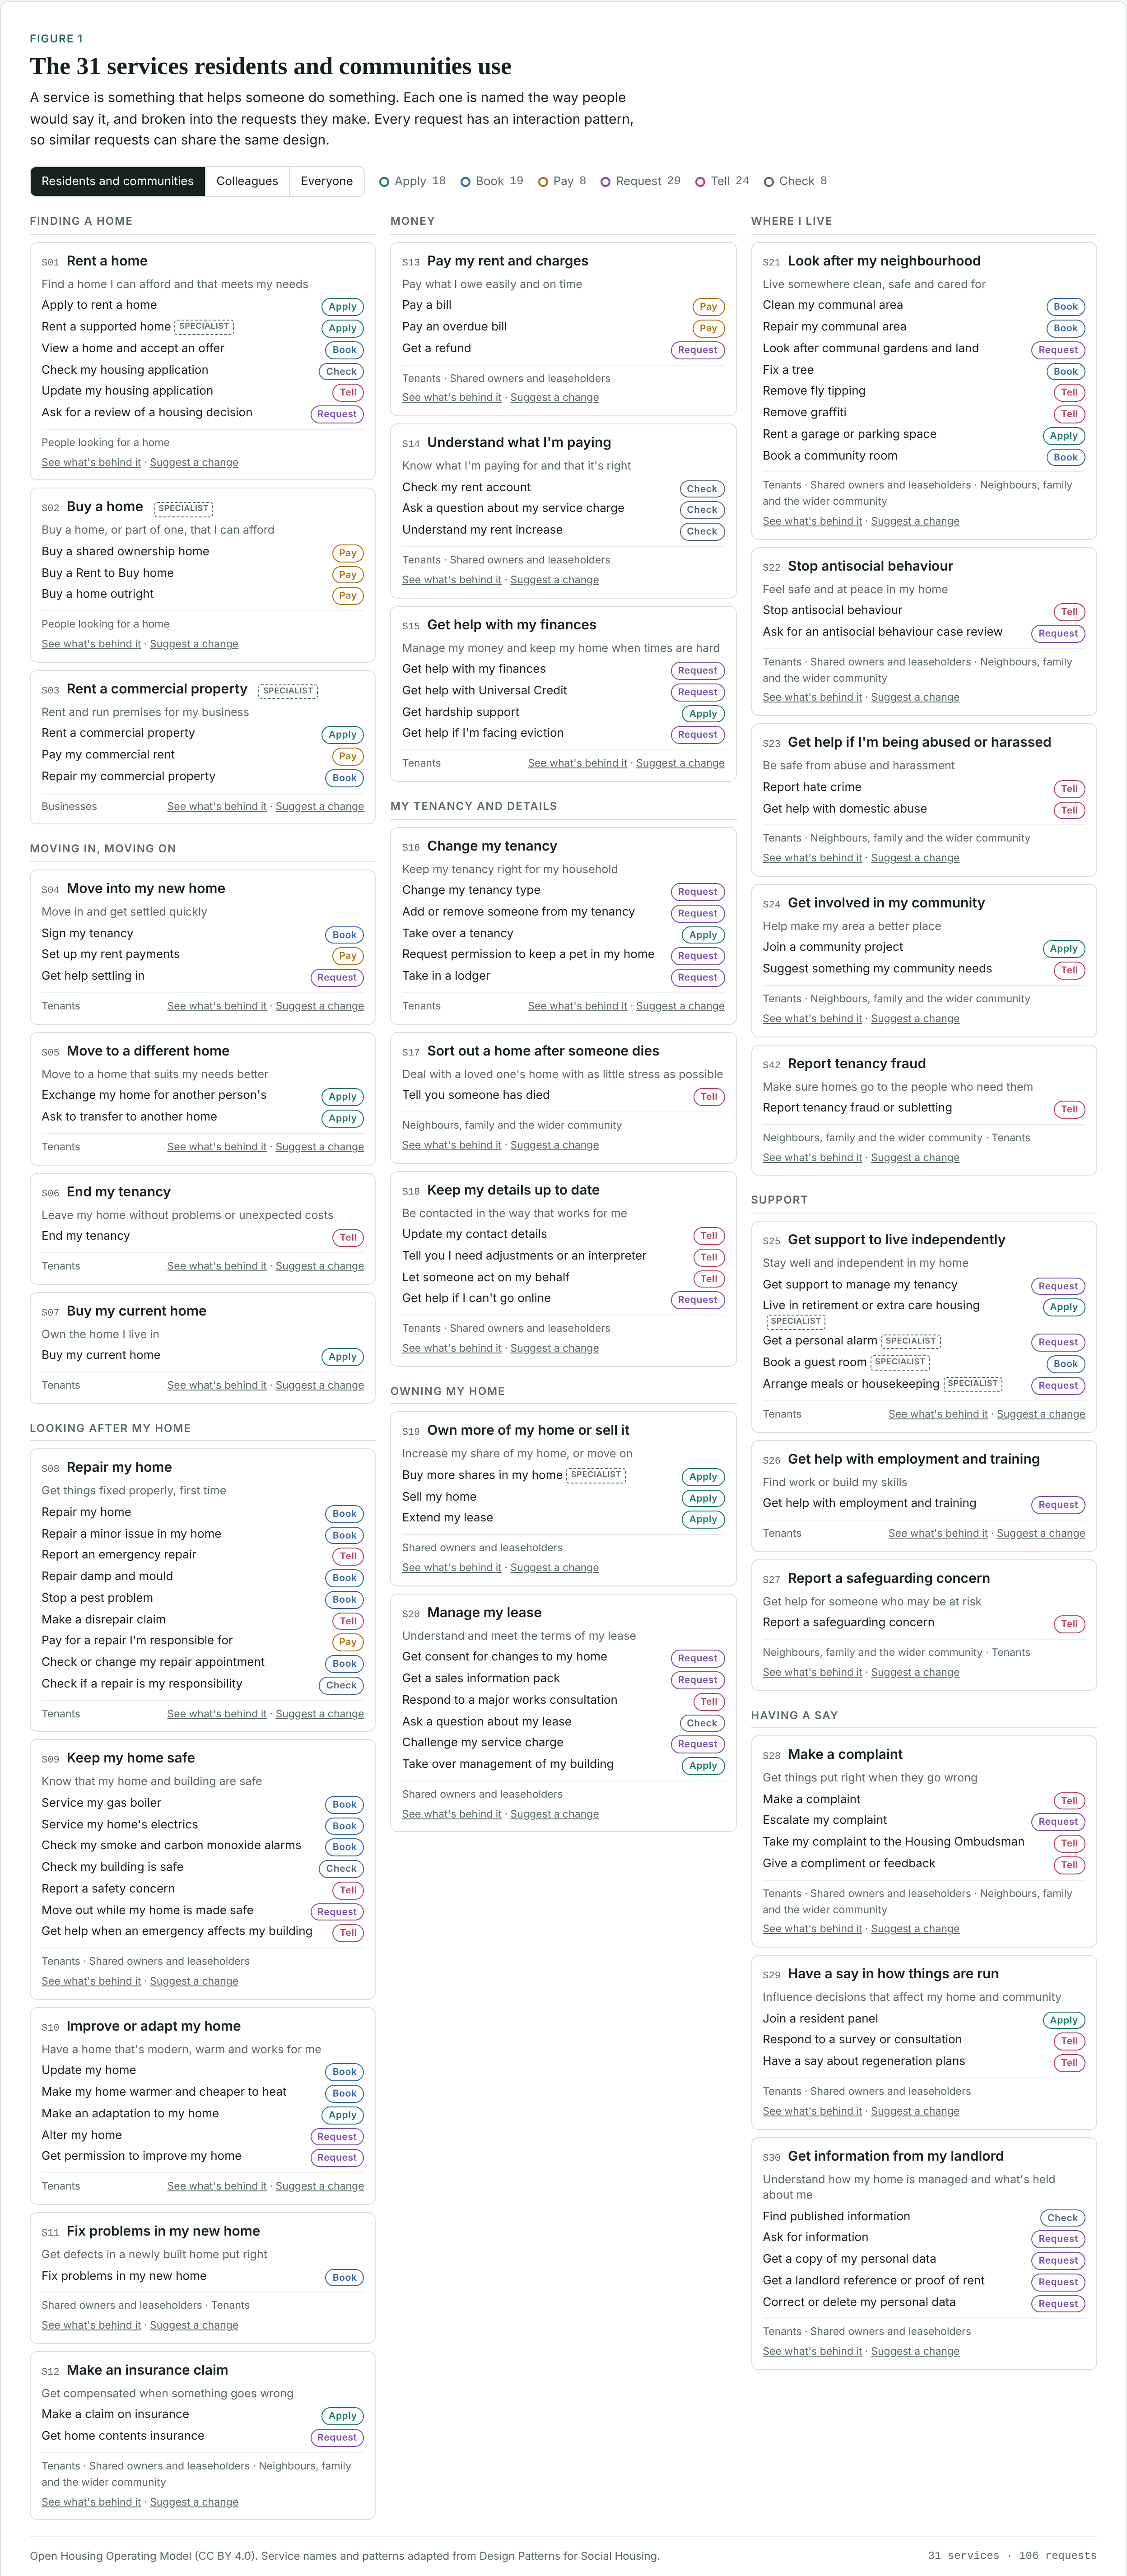 FIGURE 1
The 31 services residents and communities use
A service is something that helps someone do something. Each one is named the way people
would say it, and broken into the requests they make. Every request has an interaction pattern,
so similar requests can share the same design.
Residents and communities Colleagues Everyone Apply 18 Book 19 Pay 8 Request 29 Tell 24 Check 8
FINDING A HOME
S01 Rent a home
Find a home I can afford and that meets my needs
Apply to rent a home Apply
Rent a supported home SPECIALIST Apply
View a home and accept an offer Book
Check my housing application Check
Update my housing application Tell
Ask for a review of a housing decision Request
People looking for a home
See what's behind it · Suggest a change
S02 Buy a home SPECIALIST
Buy a home, or part of one, that I can afford
Buy a shared ownership home Pay
Buy a Rent to Buy home Pay
Buy a home outright Pay
People looking for a home
See what's behind it · Suggest a change
S03 Rent a commercial property SPECIALIST
Rent and run premises for my business
Rent a commercial property Apply
Pay my commercial rent Pay
Repair my commercial property Book
Businesses See what's behind it · Suggest a change
MOVING IN, MOVING ON
S04 Move into my new home
Move in and get settled quickly
Sign my tenancy Book
Set up my rent payments Pay
Get help settling in Request
Tenants See what's behind it · Suggest a change
S05 Move to a different home
Move to a home that suits my needs better
Exchange my home for another person's Apply
Ask to transfer to another home Apply
Tenants See what's behind it · Suggest a change
S06 End my tenancy
Leave my home without problems or unexpected costs
End my tenancy Tell
Tenants See what's behind it · Suggest a change
S07 Buy my current home
Own the home I live in
Buy my current home Apply
Tenants See what's behind it · Suggest a change
LOOKING AFTER MY HOME
S08 Repair my home
Get things fixed properly, first time
Repair my home Book
Repair a minor issue in my home Book
Report an emergency repair Tell
Repair damp and mould Book
Stop a pest problem Book
Make a disrepair claim Tell
Pay for a repair I'm responsible for Pay
Check or change my repair appointment Book
Check if a repair is my responsibility Check
Tenants See what's behind it · Suggest a change
S09 Keep my home safe
Know that my home and building are safe
Service my gas boiler Book
Service my home's electrics Book
Check my smoke and carbon monoxide alarms Book
Check my building is safe Check
Report a safety concern Tell
Move out while my home is made safe Request
Get help when an emergency affects my building Tell
Tenants · Shared owners and leaseholders
See what's behind it · Suggest a change
S10 Improve or adapt my home
Have a home that's modern, warm and works for me
Update my home Book
Make my home warmer and cheaper to heat Book
Make an adaptation to my home Apply
Alter my home Request
Get permission to improve my home Request
Tenants See what's behind it · Suggest a change
S11 Fix problems in my new home
Get defects in a newly built home put right
Fix problems in my new home Book
Shared owners and leaseholders · Tenants
See what's behind it · Suggest a change
S12 Make an insurance claim
Get compensated when something goes wrong
Make a claim on insurance Apply
Get home contents insurance Request
Tenants · Shared owners and leaseholders · Neighbours, family
and the wider community
See what's behind it · Suggest a change
MONEY
S13 Pay my rent and charges
Pay what I owe easily and on time
Pay a bill Pay
Pay an overdue bill Pay
Get a refund Request
Tenants · Shared owners and leaseholders
See what's behind it · Suggest a change
S14 Understand what I'm paying
Know what I'm paying for and that it's right
Check my rent account Check
Ask a question about my service charge Check
Understand my rent increase Check
Tenants · Shared owners and leaseholders
See what's behind it · Suggest a change
S15 Get help with my finances
Manage my money and keep my home when times are hard
Get help with my finances Request
Get help with Universal Credit Request
Get hardship support Apply
Get help if I'm facing eviction Request
Tenants See what's behind it · Suggest a change
MY TENANCY AND DETAILS
S16 Change my tenancy
Keep my tenancy right for my household
Change my tenancy type Request
Add or remove someone from my tenancy Request
Take over a tenancy Apply
Request permission to keep a pet in my home Request
Take in a lodger Request
Tenants See what's behind it · Suggest a change
S17 Sort out a home after someone dies
Deal with a loved one's home with as little stress as possible
Tell you someone has died Tell
Neighbours, family and the wider community
See what's behind it · Suggest a change
S18 Keep my details up to date
Be contacted in the way that works for me
Update my contact details Tell
Tell you I need adjustments or an interpreter Tell
Let someone act on my behalf Tell
Get help if I can't go online Request
Tenants · Shared owners and leaseholders
See what's behind it · Suggest a change
OWNING MY HOME
S19 Own more of my home or sell it
Increase my share of my home, or move on
Buy more shares in my home SPECIALIST Apply
Sell my home Apply
Extend my lease Apply
Shared owners and leaseholders
See what's behind it · Suggest a change
S20 Manage my lease
Understand and meet the terms of my lease
Get consent for changes to my home Request
Get a sales information pack Request
Respond to a major works consultation Tell
Ask a question about my lease Check
Challenge my service charge Request
Take over management of my building Apply
Shared owners and leaseholders
See what's behind it · Suggest a change
WHERE I LIVE
S21 Look after my neighbourhood
Live somewhere clean, safe and cared for
Clean my communal area Book
Repair my communal area Book
Look after communal gardens and land Request
Fix a tree Book
Remove fly tipping Tell
Remove graffiti Tell
Rent a garage or parking space Apply
Book a community room Book
Tenants · Shared owners and leaseholders · Neighbours, family
and the wider community
See what's behind it · Suggest a change
S22 Stop antisocial behaviour
Feel safe and at peace in my home
Stop antisocial behaviour Tell
Ask for an antisocial behaviour case review Request
Tenants · Shared owners and leaseholders · Neighbours, family
and the wider community
See what's behind it · Suggest a change
S23 Get help if I'm being abused or harassed
Be safe from abuse and harassment
Report hate crime Tell
Get help with domestic abuse Tell
Tenants · Neighbours, family and the wider community
See what's behind it · Suggest a change
S24 Get involved in my community
Help make my area a better place
Join a community project Apply
Suggest something my community needs Tell
Tenants · Neighbours, family and the wider community
See what's behind it · Suggest a change
S42 Report tenancy fraud
Make sure homes go to the people who need them
Report tenancy fraud or subletting Tell
Neighbours, family and the wider community · Tenants
See what's behind it · Suggest a change
SUPPORT
S25 Get support to live independently
Stay well and independent in my home
Get support to manage my tenancy Request
Live in retirement or extra care housing Apply
SPECIALIST
Get a personal alarm SPECIALIST Request
Book a guest room SPECIALIST Book
Arrange meals or housekeeping SPECIALIST Request
Tenants See what's behind it · Suggest a change
S26 Get help with employment and training
Find work or build my skills
Get help with employment and training Request
Tenants See what's behind it · Suggest a change
S27 Report a safeguarding concern
Get help for someone who may be at risk
Report a safeguarding concern Tell
Neighbours, family and the wider community · Tenants
See what's behind it · Suggest a change
HAVING A SAY
S28 Make a complaint
Get things put right when they go wrong
Make a complaint Tell
Escalate my complaint Request
Take my complaint to the Housing Ombudsman Tell
Give a compliment or feedback Tell
Tenants · Shared owners and leaseholders · Neighbours, family
and the wider community
See what's behind it · Suggest a change
S29 Have a say in how things are run
Influence decisions that affect my home and community
Join a resident panel Apply
Respond to a survey or consultation Tell
Have a say about regeneration plans Tell
Tenants · Shared owners and leaseholders
See what's behind it · Suggest a change
S30 Get information from my landlord
Understand how my home is managed and what's held
about me
Find published information Check
Ask for information Request
Get a copy of my personal data Request
Get a landlord reference or proof of rent Request
Correct or delete my personal data Request
Tenants · Shared owners and leaseholders
See what's behind it · Suggest a change
Open Housing Operating Model (CC BY 4.0). Service names and patterns adapted from Design Patterns for Social Housing. 31 services · 106 requests